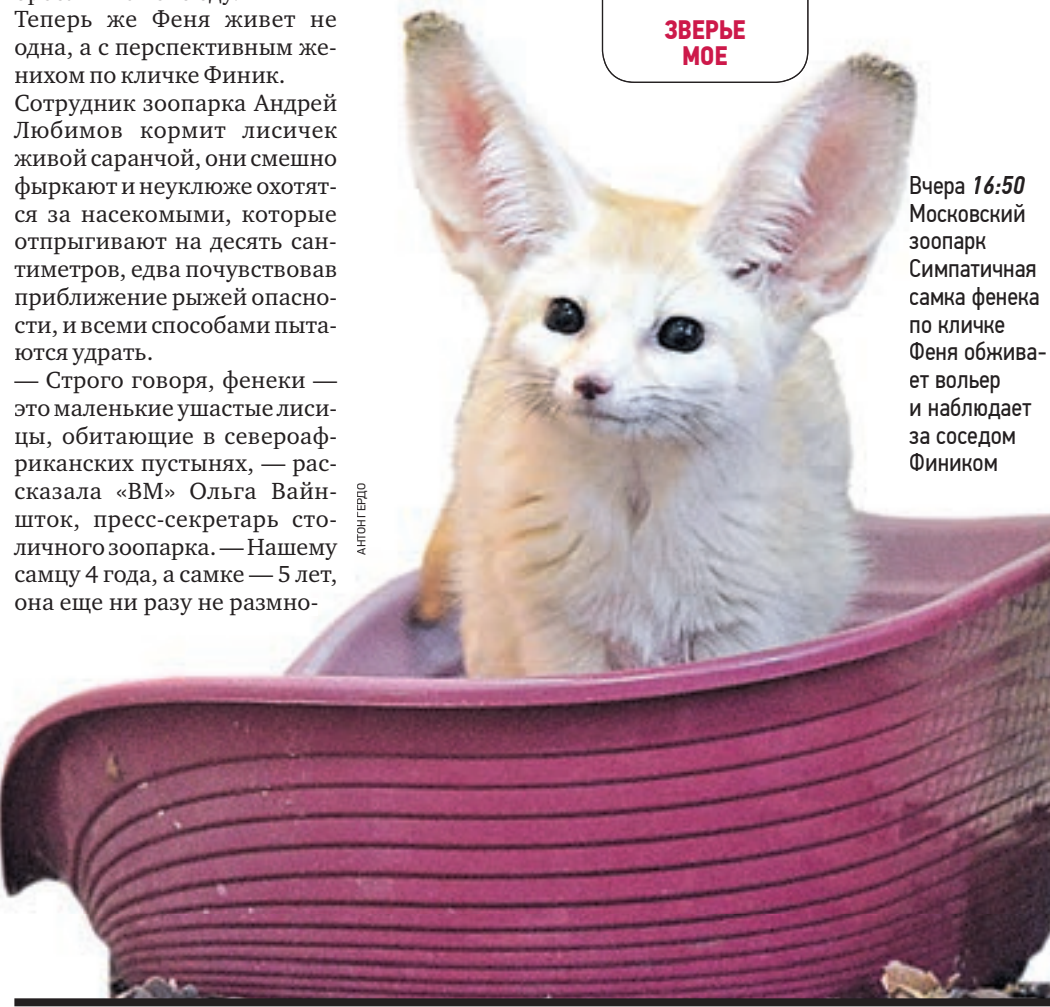 Теперь же Феня живет не
одна, а с перспективным же-
нихом по кличке Финик.
Сотрудник зоопарка Андрей
Любимов кормит лисичек
живой саранчой, они смешно
фыркают и неуклюже охотят-
ся за насекомыми, которые
отпрыгивают на десять сан-
тиметров, едва почувствовав
приближение рыжей опасно-
сти, и всеми способами пыта-
ются удрать.
— Строго говоря, фенеки —
это маленькие ушастые лиси-
цы, обитающие в североаф-
риканских пустынях, — рас-
сказала «ВМ» Ольга Вайн-
шток, пресс-секретарь сто-
личного зоопарка. — Нашему
самцу 4 года, а самке — 5 лет,
она еще ни разу не размно-
АНТОН ГЕРДО
ЗВЕРЬЕ
МОЕ
Вчера 16:50
Московский
зоопарк
Симпатичная
самка фенека
по кличке
Феня обжива-
ет вольер
и наблюдает
за соседом
Фиником